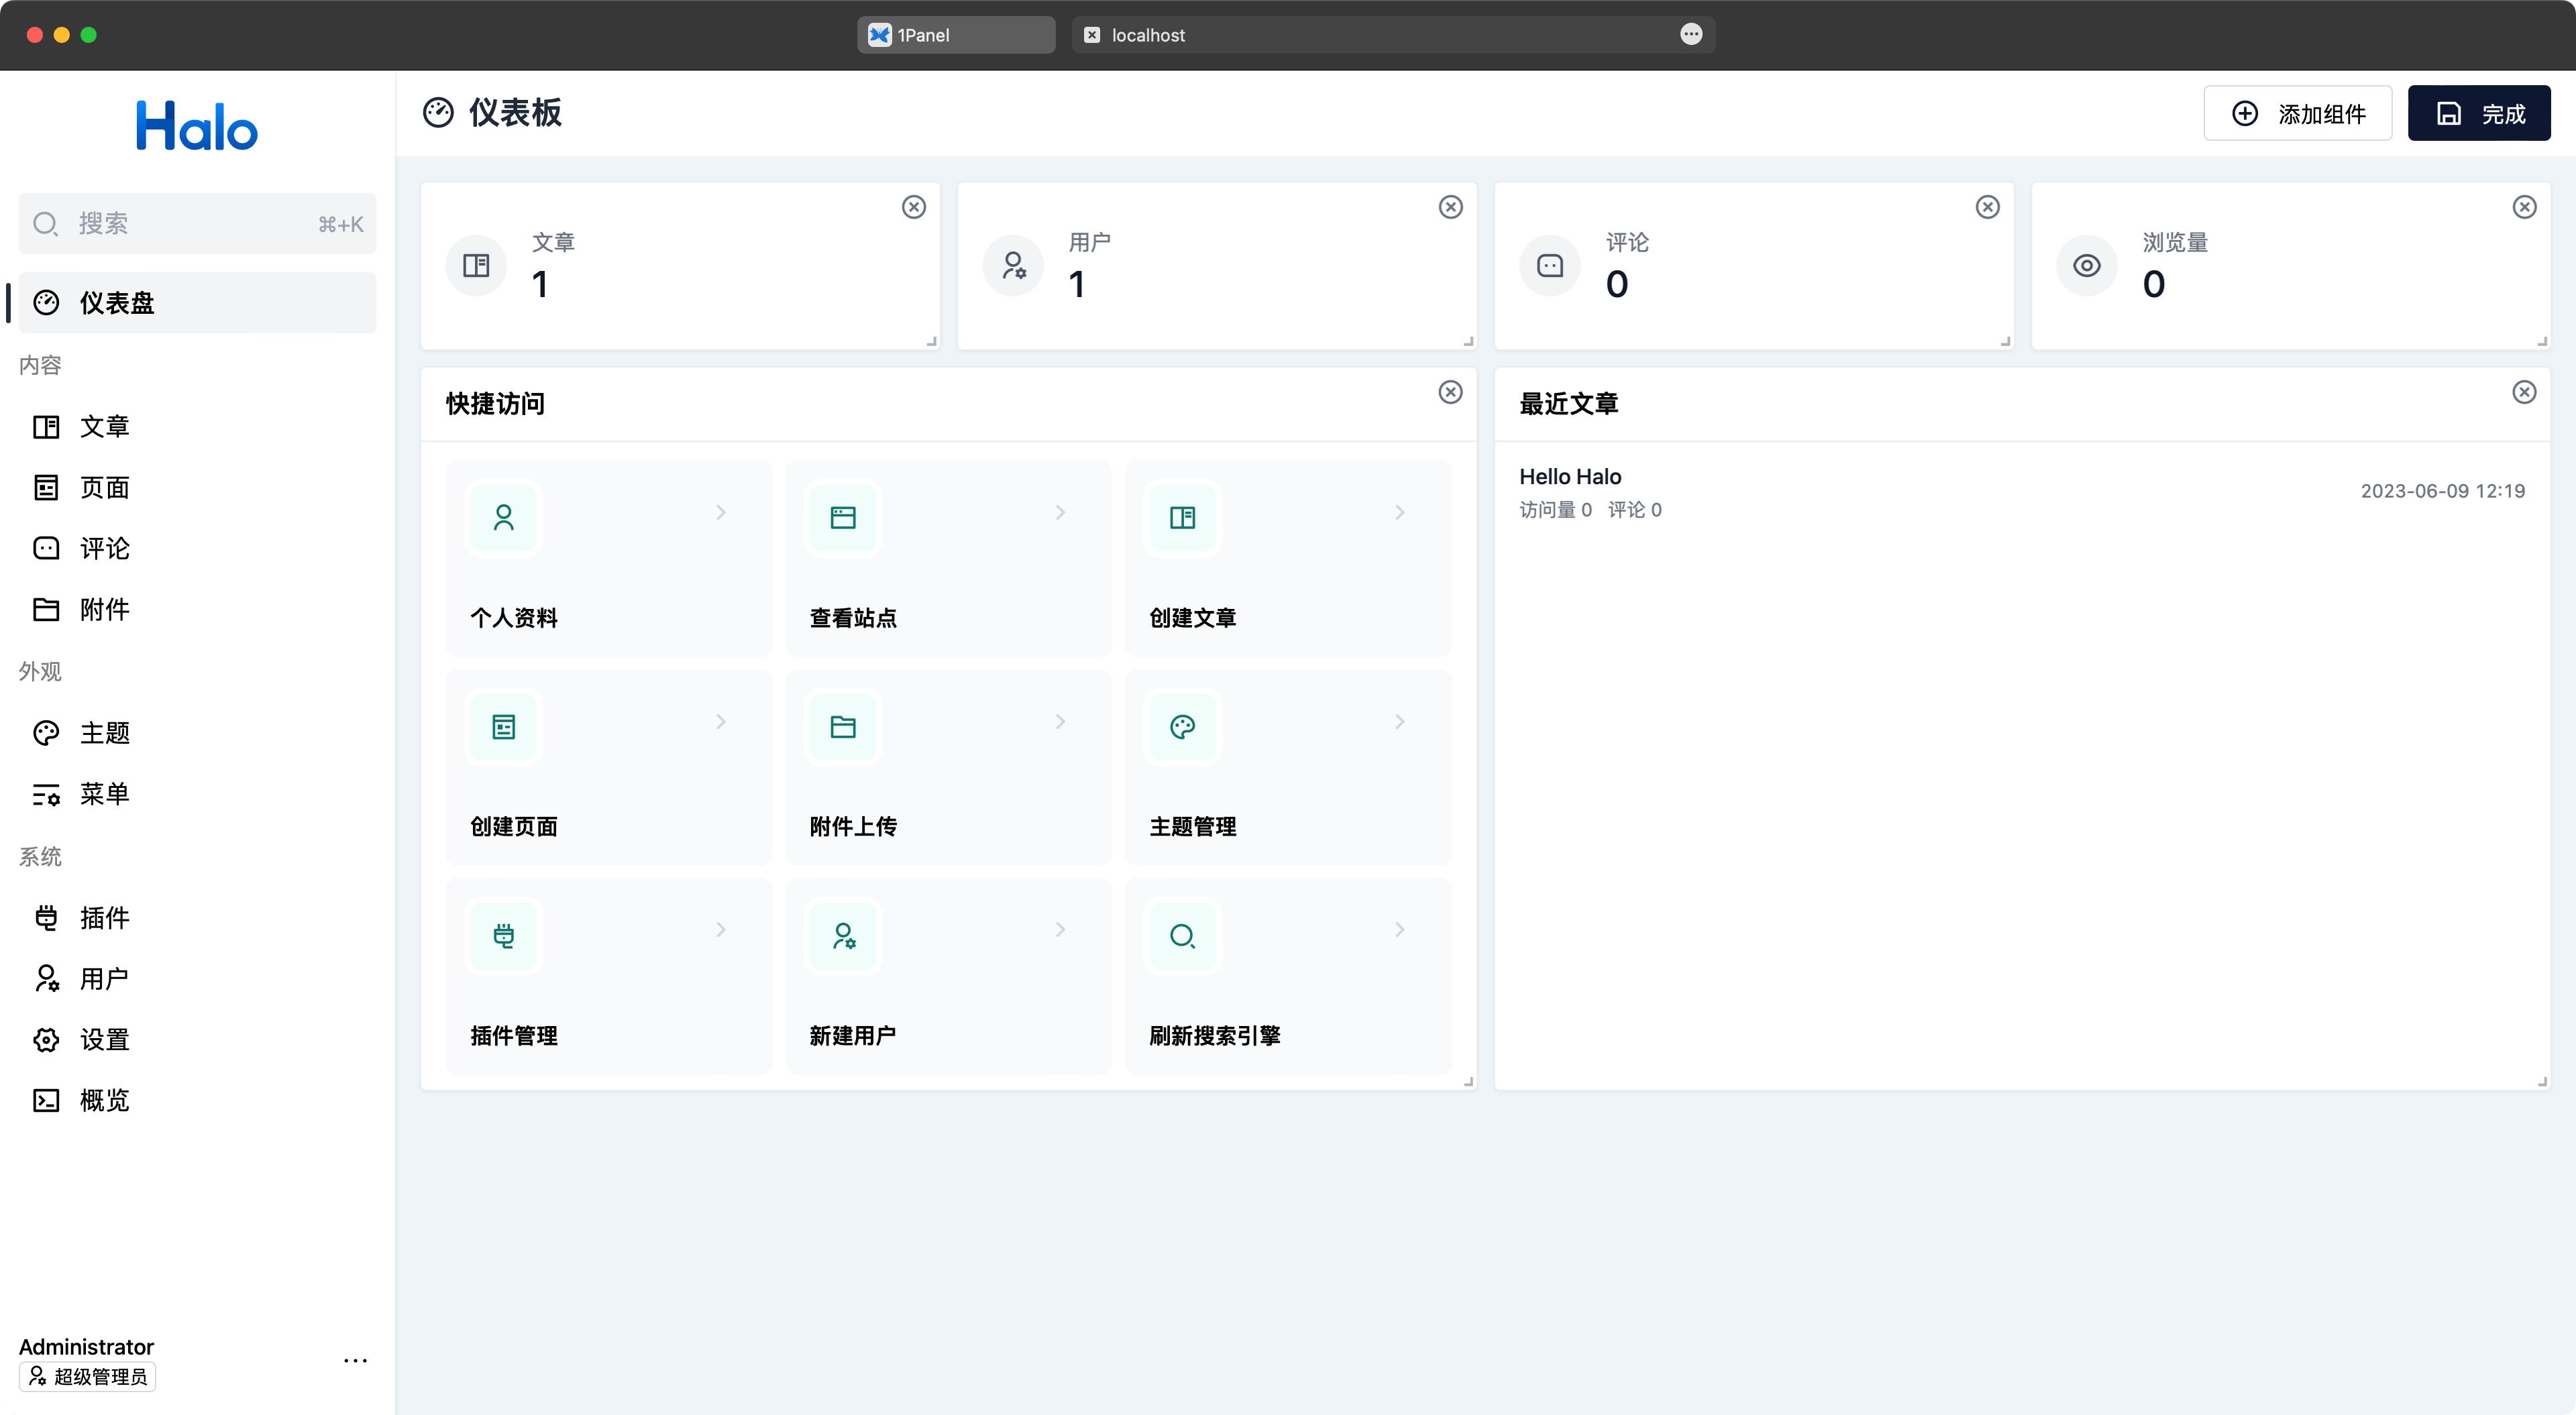 1Panel
localhost
Halo
搜索 ⌘+K
仪表盘
内容
文章
页面
评论
附件
外观
主题
菜单
系统
插件
用户
设置
概览
Administrator
超级管理员
仪表板
添加组件
完成
文章
1
用户
1
评论
0
浏览量
0
快捷访问
个人资料
查看站点
创建文章
创建页面
附件上传
主题管理
插件管理
新建用户
刷新搜索引擎
最近文章
Hello Halo
访问量 0 评论 0
2023-06-09 12:19